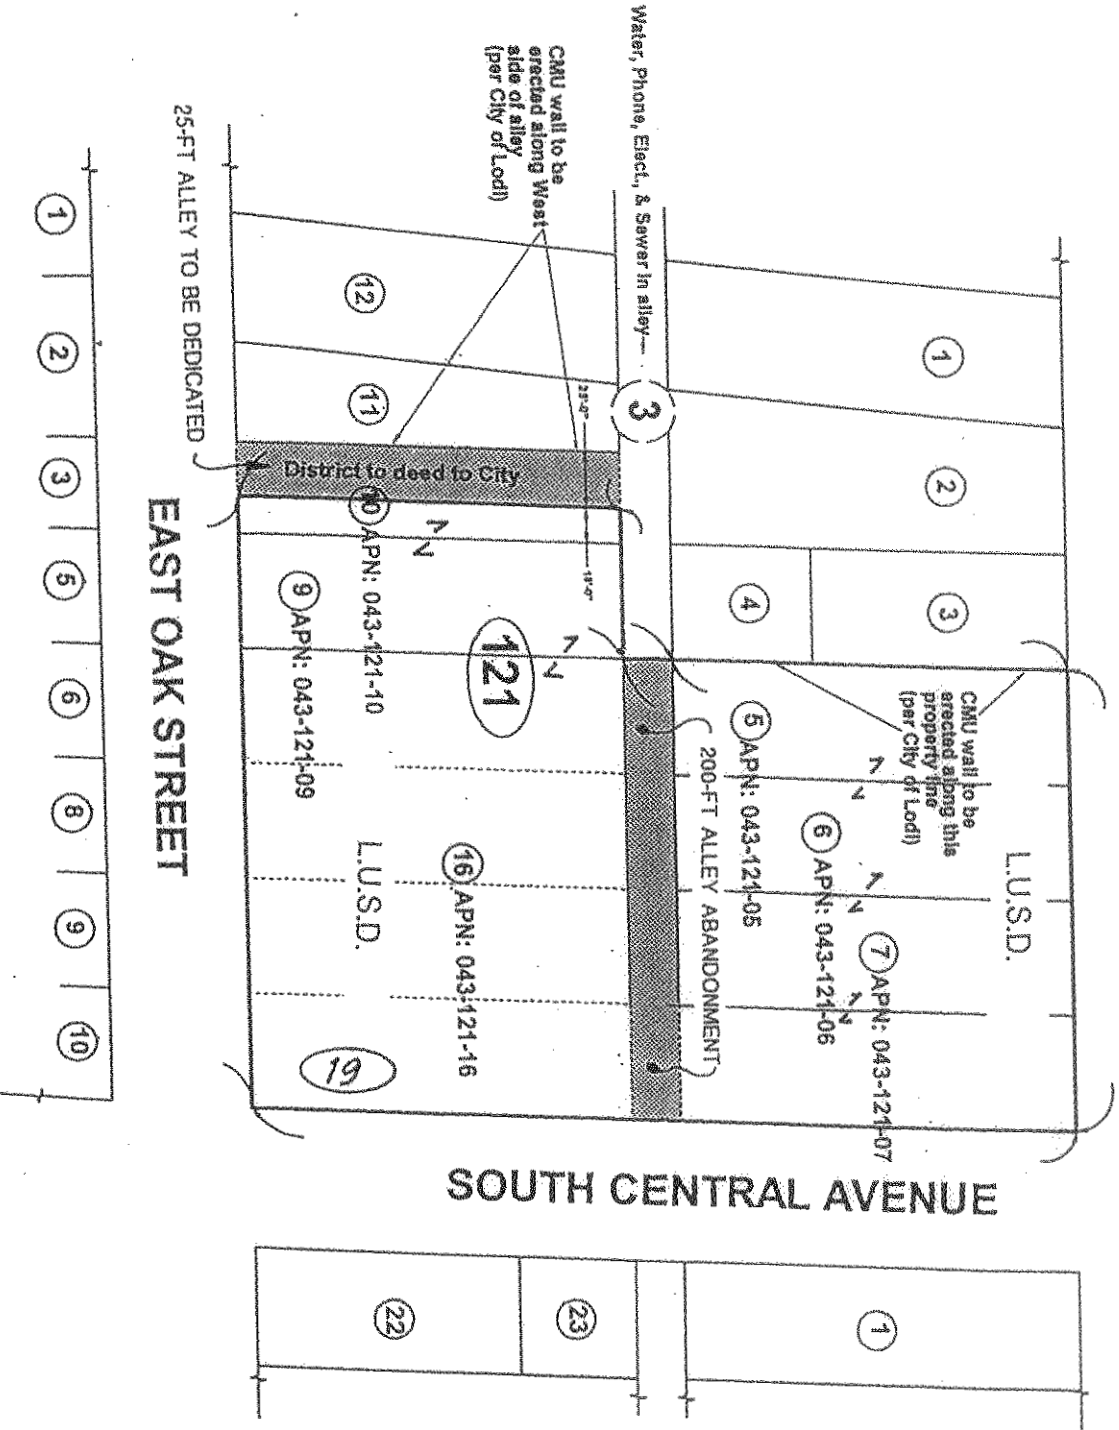 Water, Phone, Elect., & Sewer in alley
CMU wall to be
erected along West
side of alley
(per City of Lodi)
25-FT ALLEY TO BE DEDICATED
1
2
3
4
3
12
11
25'-0"
15'-0"
District to deed to City
10 APN: 043-121-10
9 APN: 043-121-09
121
CMU wall to be
erected along this
property line
(per City of Lodi)
L.U.S.D.
5 APN: 043-121-05
6 APN: 043-121-06
7 APN: 043-121-07
200-FT ALLEY ABANDONMENT
16 APN: 043-121-16
L.U.S.D.
19
EAST OAK STREET
1
2
3
5
6
8
9
10
SOUTH CENTRAL AVENUE
1
23
22